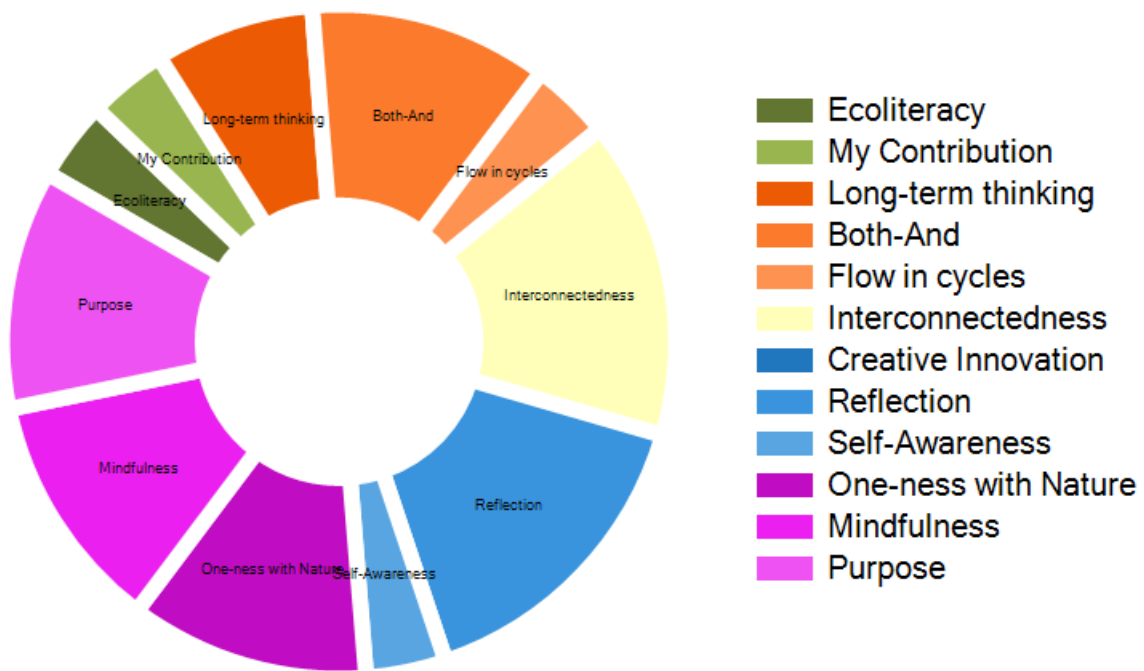 Long-term thinking
Both-And
My Contribution
Flow in cycles
Ecoliteracy
Purpose
Interconnectedness
Mindfulness
Reflection
One-ness with Nature
Self-Awareness
Ecoliteracy
My Contribution
Long-term thinking
Both-And
Flow in cycles
Interconnectedness
Creative Innovation
Reflection
Self-Awareness
One-ness with Nature
Mindfulness
Purpose